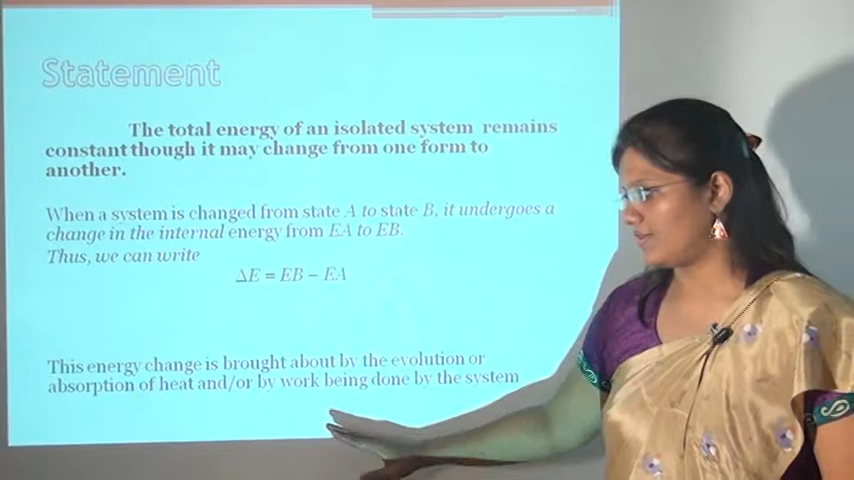 Statement
The total energy of an isolated system remains
constant though it may change from one form to
another.
When a system is changed from state A to state B, it undergoes a
change in the internal energy from EA to EB.
Thus, we can write
ΔE = EB – EA
This energy change is brought about by the evolution or
absorption of heat and/or by work being done by the system